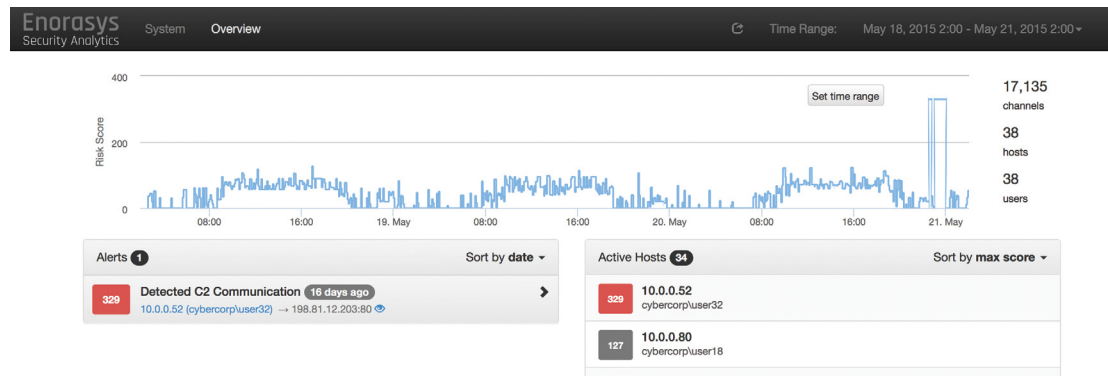 Enorasys
Security Analytics
System
Overview
Time Range:
May 18, 2015 2:00 - May 21, 2015 2:00
400
200
0
Risk Score
Set time range
08:00
16:00
19. May
08:00
16:00
20. May
08:00
16:00
21. May
17,135
channels
38
hosts
38
users
Alerts 1
Sort by date
329
Detected C2 Communication 16 days ago
10.0.0.52 (cybercorp\user32) → 198.81.12.203:80
Active Hosts 34
Sort by max score
329
10.0.0.52
cybercorp\user32
127
10.0.0.80
cybercorp\user18